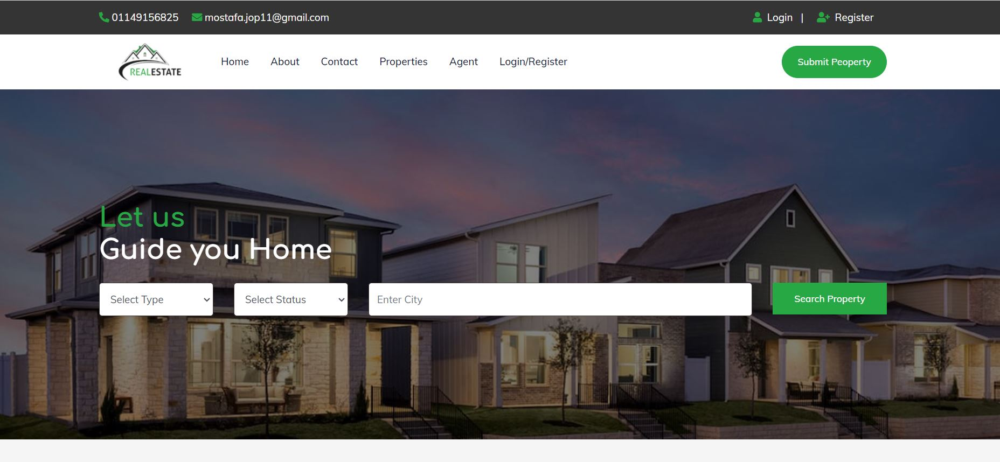 01149156825 mostafa.jop11@gmail.com Login | Register
REALESTATE
Home About Contact Properties Agent Login/Register Submit Peoperty
Let us
Guide you Home
Select Type Select Status Enter City Search Property